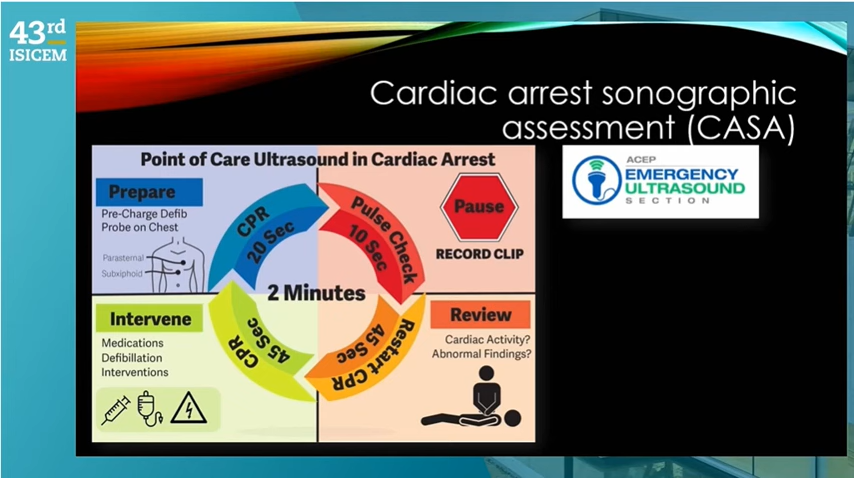 43rd
ISICEM
Cardiac arrest sonographic
assessment (CASA)
Point of Care Ultrasound in Cardiac Arrest
Prepare
Pre-Charge Defib
Probe on Chest
Parasternal
Subxiphoid
CPR
20 Sec
Pulse Check
10 Sec
Pause
RECORD CLIP
2 Minutes
Intervene
Medications
Defibillation
Interventions
CPR
45 Sec
Restart CPR
45 Sec
Review
Cardiac Activity?
Abnormal Findings?
ACEP
EMERGENCY
ULTRASOUND
SECTION